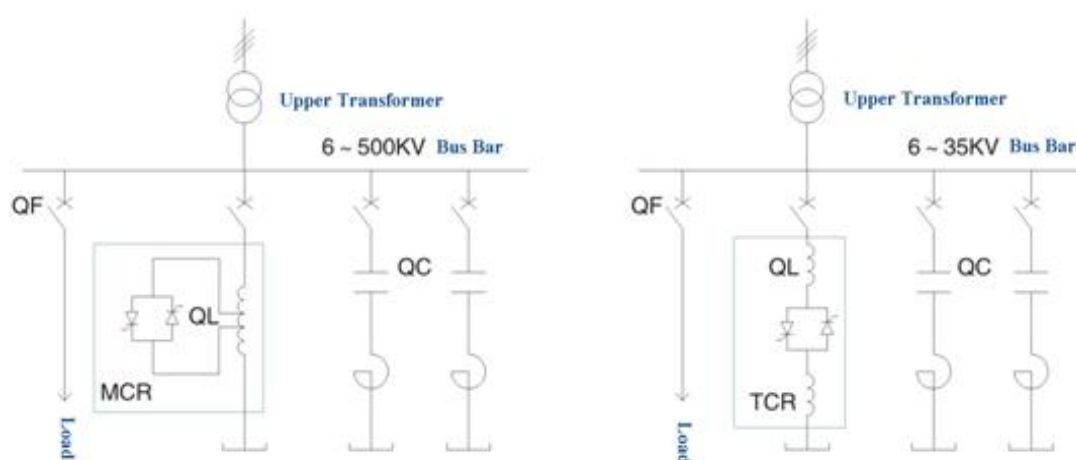 Upper Transformer
6 ~ 500KV Bus Bar
QF
QL
QC
MCR
Load
Upper Transformer
6 ~ 35KV Bus Bar
QF
QL
QC
TCR
Load